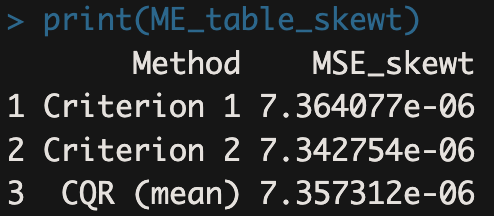 > print(ME_table_skewt)
Method MSE_skewt
1 Criterion 1 7.364077e-06
2 Criterion 2 7.342754e-06
3 CQR (mean) 7.357312e-06